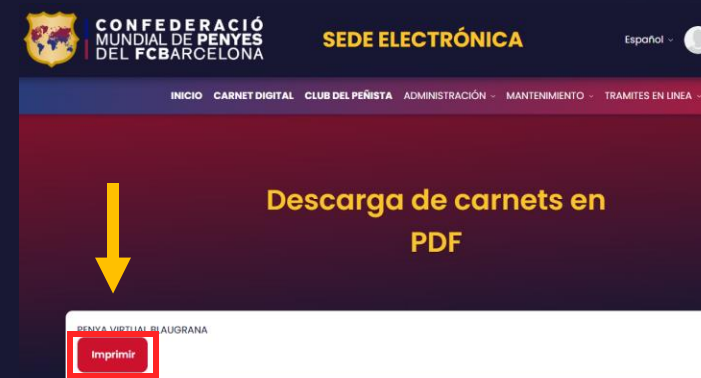 CONFEDERACIÓ
MUNDIAL DE PENYES
DEL FCBARCELONA
SEDE ELECTRÓNICA
Español
INICIO CARNET DIGITAL CLUB DEL PEÑISTA ADMINISTRACIÓN MANTENIMIENTO TRAMITES EN LINEA
Descarga de carnets en
PDF
PENYA VIRTUAL BLAUGRANA
Imprimir